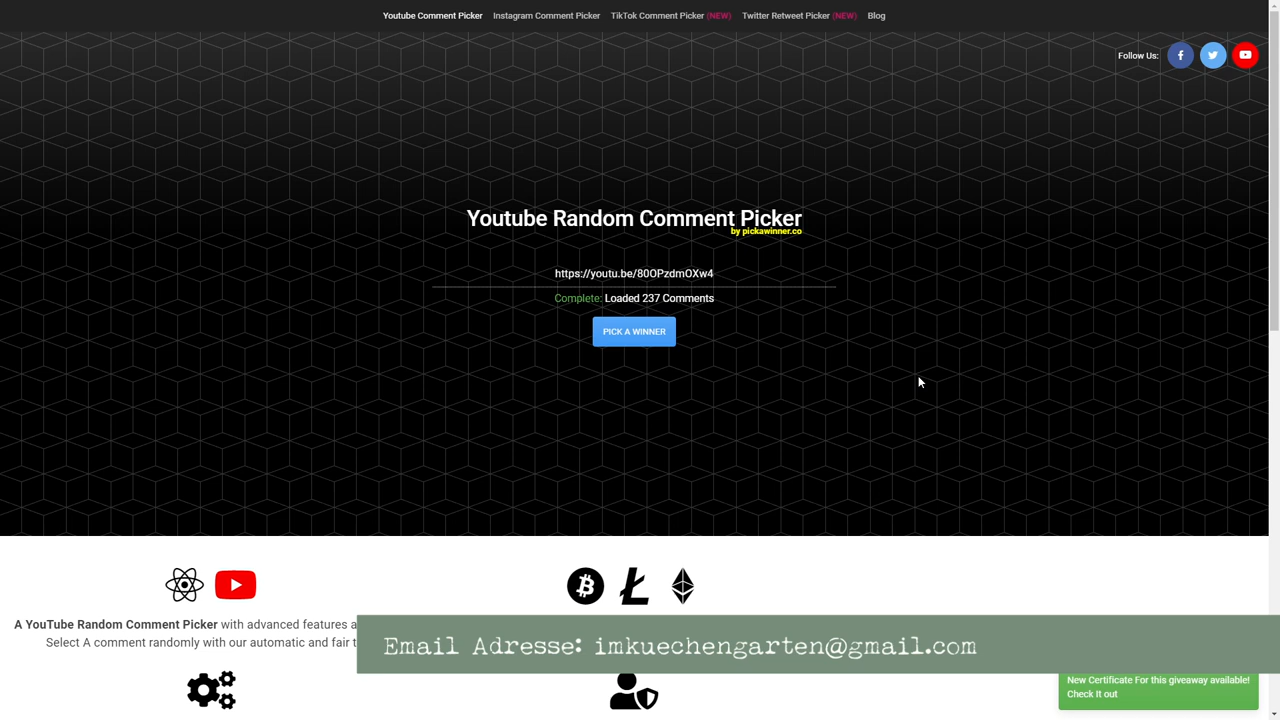 Youtube Comment Picker Instagram Comment Picker TikTok Comment Picker (NEW) Twitter Retweet Picker (NEW) Blog
Follow Us:
Youtube Random Comment Picker
by pickawinner.co
https://youtu.be/80OPzdmOXw4
Complete: Loaded 237 Comments
PICK A WINNER
A YouTube Random Comment Picker with advanced features a
Select A comment randomly with our automatic and fair t
Email Adresse: imkuechengarten@gmail.com
New Certificate For this giveaway available!
Check It out